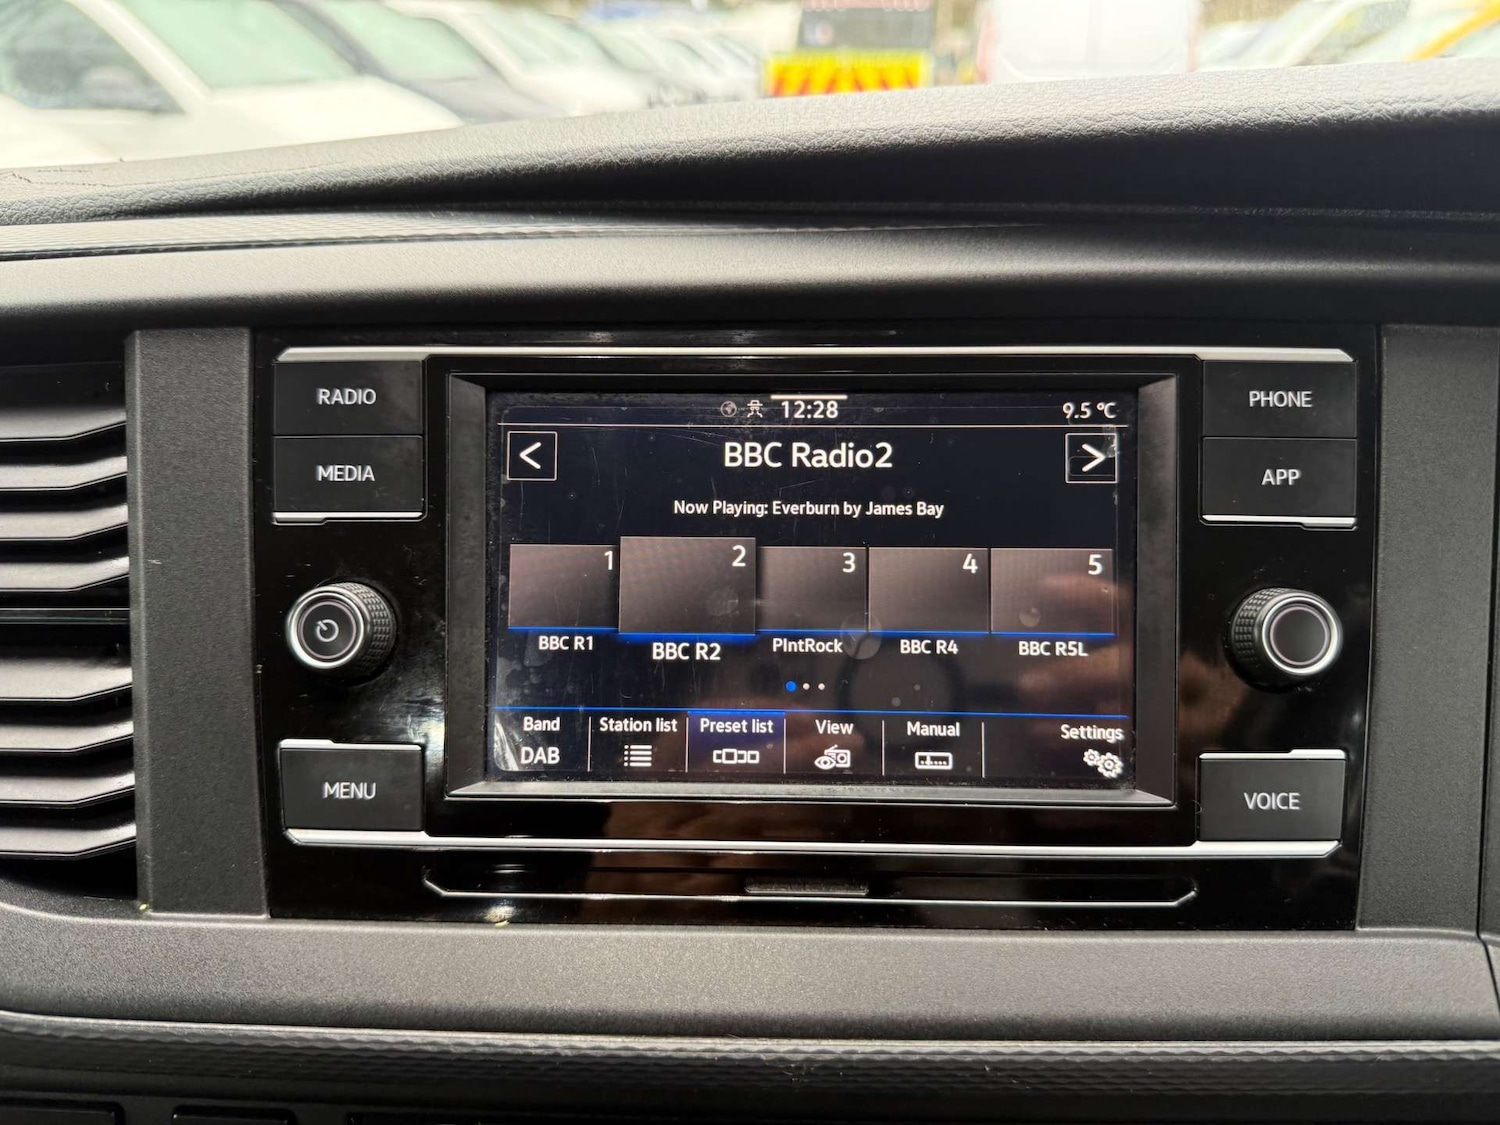 RADIO
MEDIA
MENU
PHONE
APP
VOICE
12:28
9.5 °C
<
BBC Radio2
>
Now Playing: Everburn by James Bay
1
2
3
4
5
BBC R1
BBC R2
PlntRock
BBC R4
BBC R5L
Band
DAB
Station list
Preset list
View
Manual
Settings